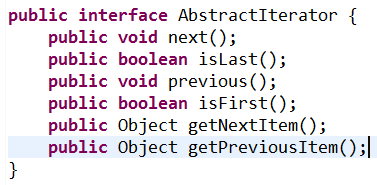 public interface AbstractIterator {
    public void next();
    public boolean isLast();
    public void previous();
    public boolean isFirst();
    public Object getNextItem();
    public Object getPreviousItem();
}